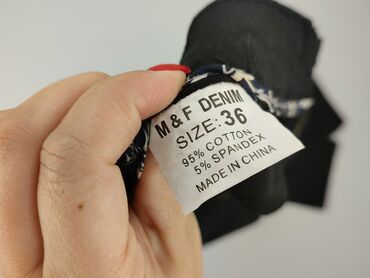 M & F DENIM
SIZE: 36
95% COTTON
5% SPANDEX
MADE IN CHINA